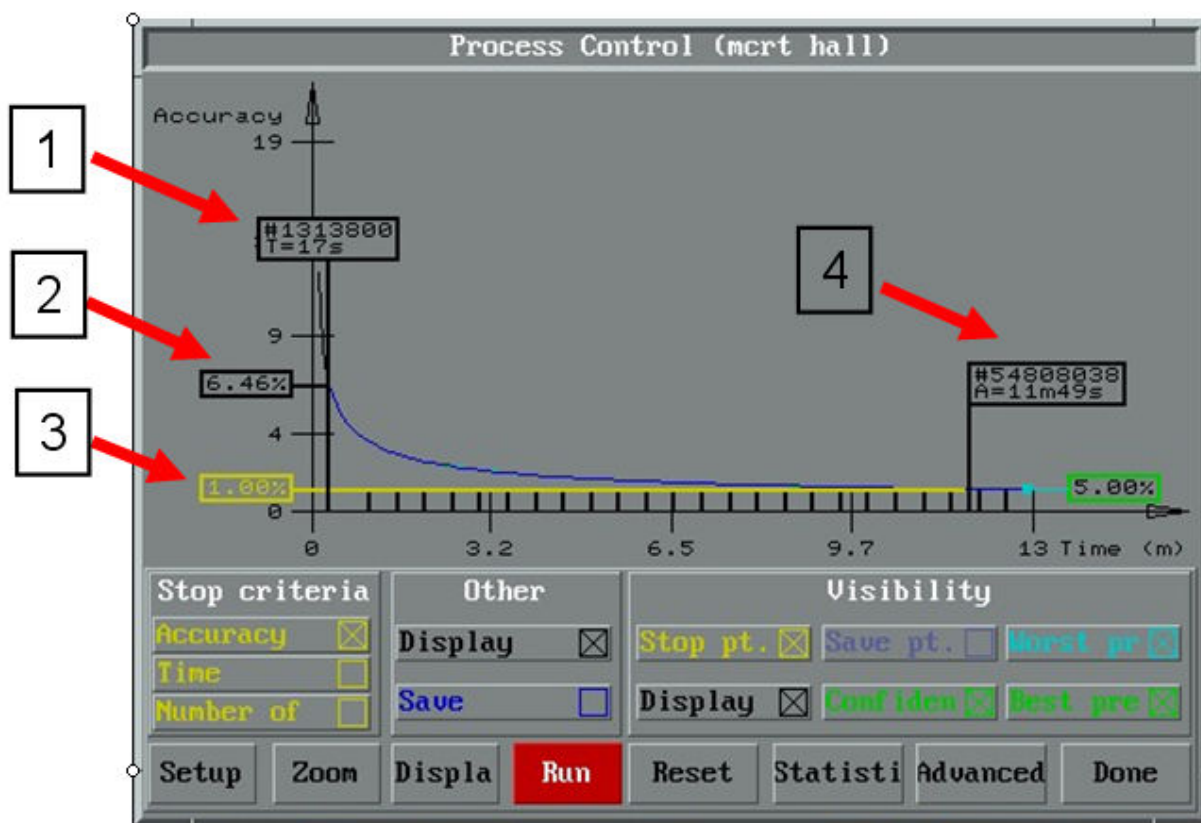 Process Control (mcrt hall)
Accuracy
19
1
#1313800
T=17s
2
4
9
6.46%
#54808038
A=11m49s
3
4
1.00%
5.00%
0
0 3.2 6.5 9.7 13 Time (m)
Stop criteria Other Visibility
Accuracy Display Stop pt. Save pt. Worst pr
Time
Number of Save Display Confiden Best pre
Setup Zoom Displa Run Reset Statisti Advanced Done